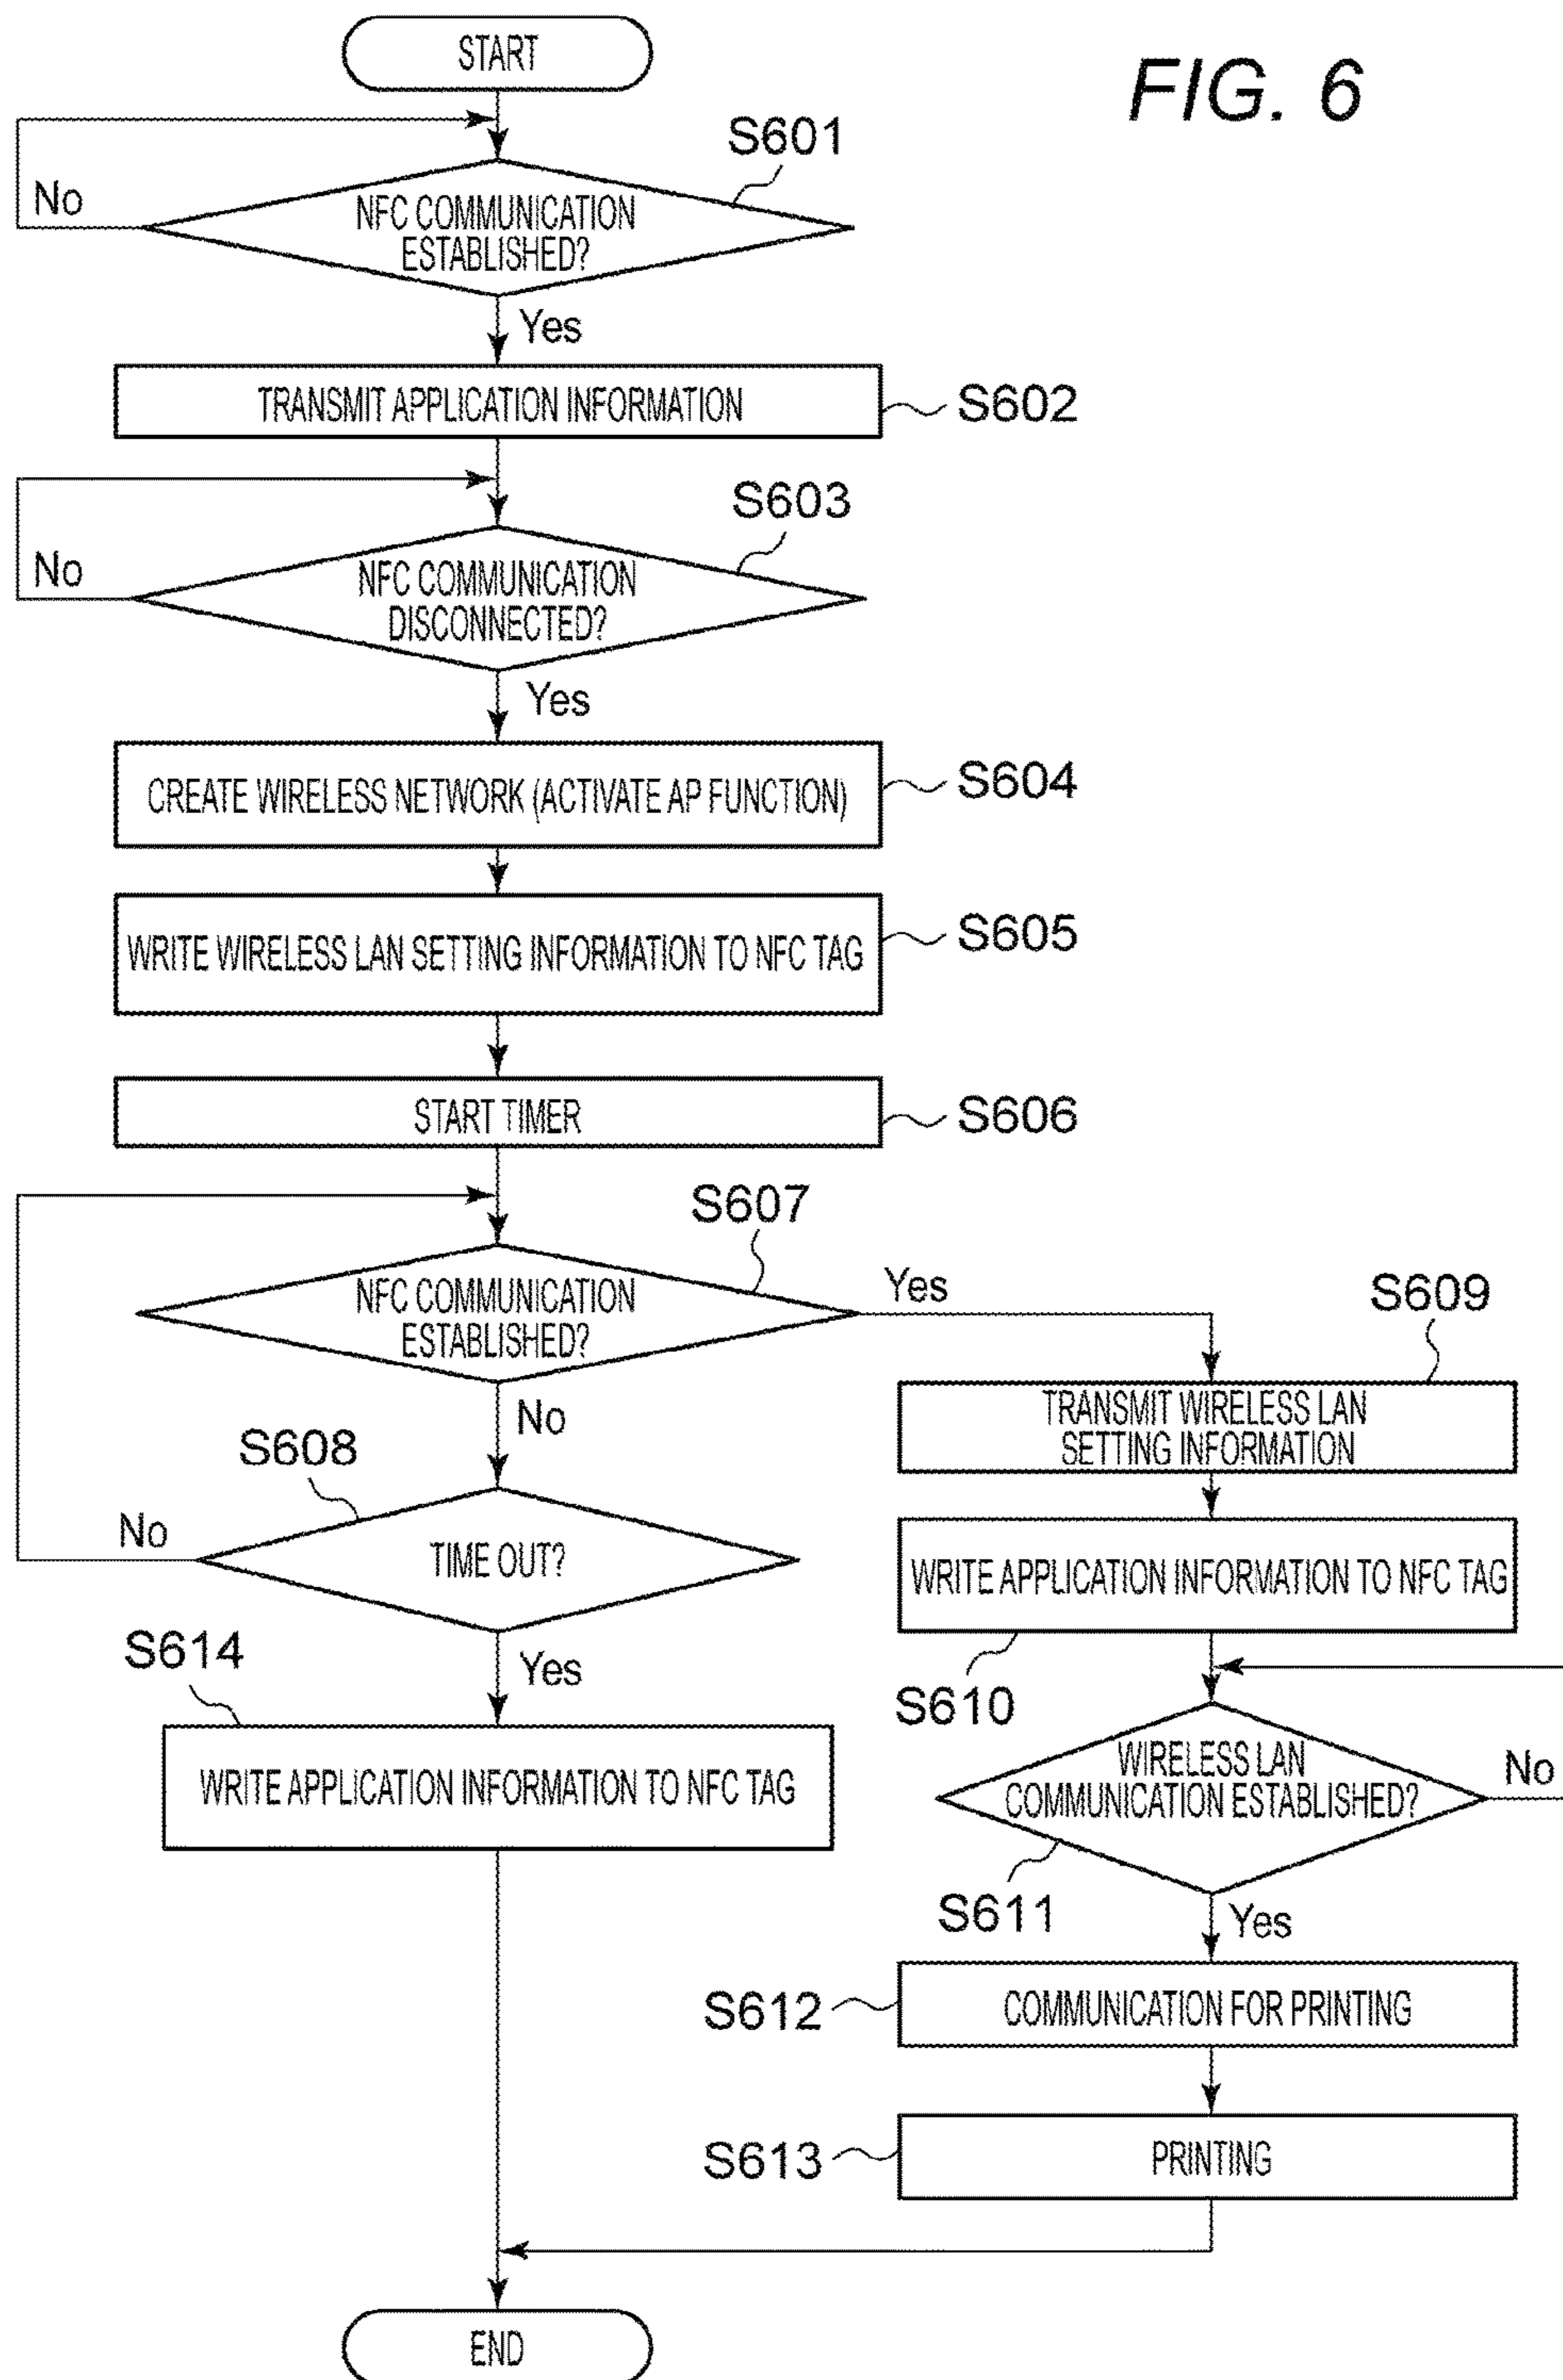 START
FIG. 6
S601
No
NFC COMMUNICATION
ESTABLISHED?
Yes
TRANSMIT APPLICATION INFORMATION
S602
S603
No
NFC COMMUNICATION
DISCONNECTED?
Yes
CREATE WIRELESS NETWORK (ACTIVATE AP FUNCTION)
S604
WRITE WIRELESS LAN SETTING INFORMATION TO NFC TAG
S605
START TIMER
S606
S607
NFC COMMUNICATION
ESTABLISHED?
Yes
No
S608
No
TIME OUT?
Yes
S614
WRITE APPLICATION INFORMATION TO NFC TAG
S609
TRANSMIT WIRELESS LAN
SETTING INFORMATION
WRITE APPLICATION INFORMATION TO NFC TAG
S610
WIRELESS LAN
COMMUNICATION ESTABLISHED?
No
S611
Yes
S612
COMMUNICATION FOR PRINTING
S613
PRINTING
END